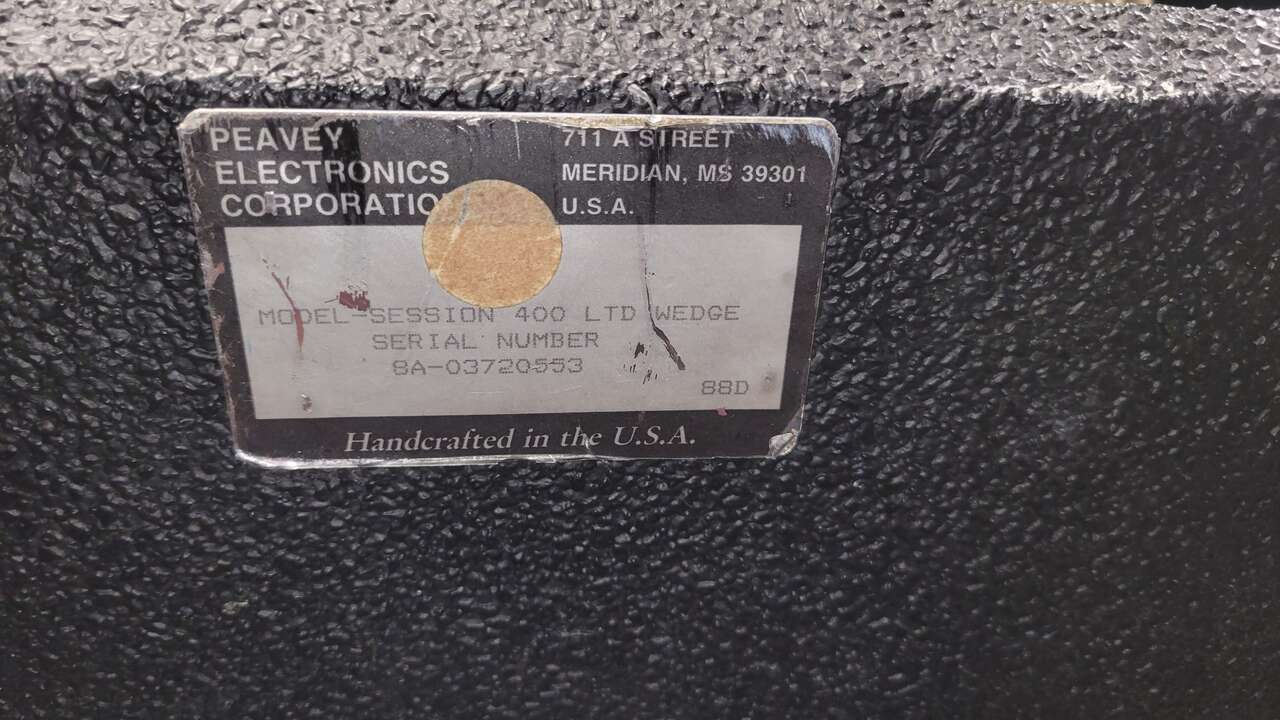 PEAVEY
ELECTRONICS
CORPORATIO
711 A STREET
MERIDIAN, MS 39301
U.S.A.
MODEL-SESSION 400 LTD WEDGE
SERIAL NUMBER
8A-03720553
88D
Handcrafted in the U.S.A.